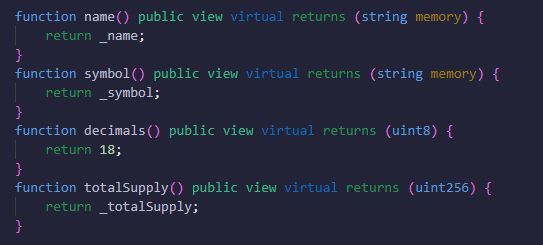 function name() public view virtual returns (string memory) {
    return _name;
}
function symbol() public view virtual returns (string memory) {
    return _symbol;
}
function decimals() public view virtual returns (uint8) {
    return 18;
}
function totalSupply() public view virtual returns (uint256) {
    return _totalSupply;
}